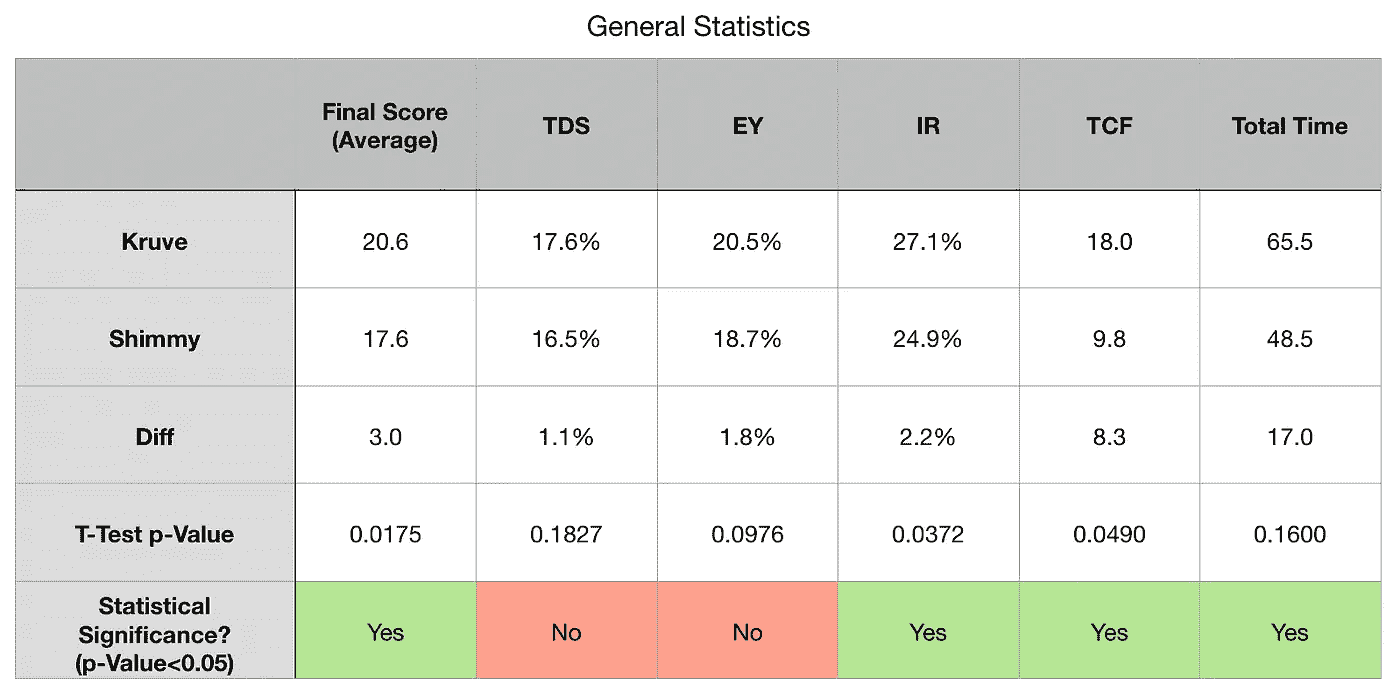 General Statistics
Final Score
(Average)
TDS
EY
IR
TCF
Total Time
Kruve
20.6
17.6%
20.5%
27.1%
18.0
65.5
Shimmy
17.6
16.5%
18.7%
24.9%
9.8
48.5
Diff
3.0
1.1%
1.8%
2.2%
8.3
17.0
T-Test p-Value
0.0175
0.1827
0.0976
0.0372
0.0490
0.1600
Statistical
Significance?
(p-Value<0.05)
Yes
No
No
Yes
Yes
Yes